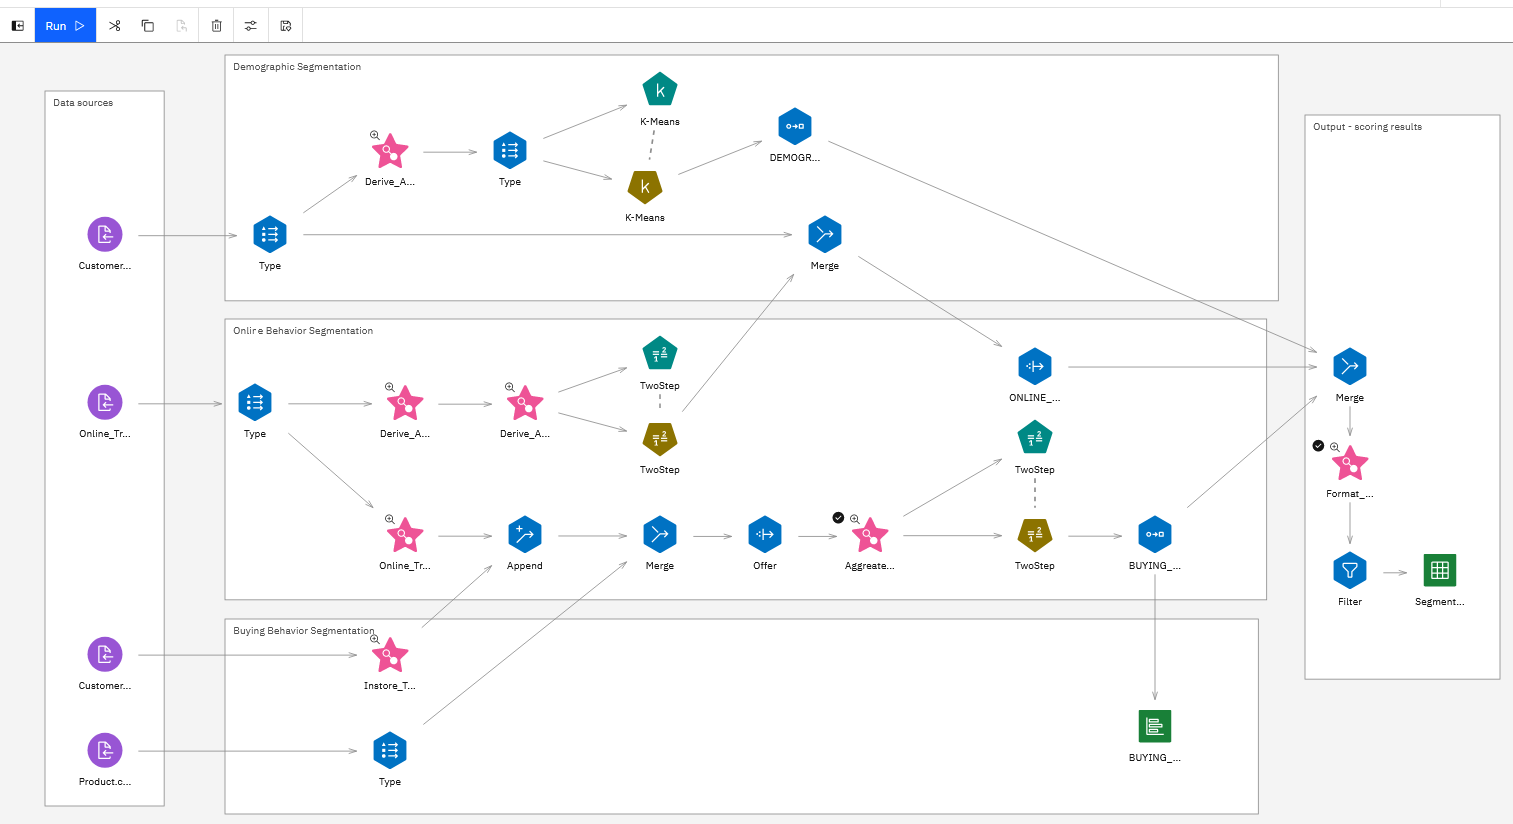 Run
Demographic Segmentation
Data sources
K-Means
Output - scoring results
DEMOGR...
Derive_A...
Type
K-Means
Customer...
Type
Merge
Online Behavior Segmentation
TwoStep
ONLINE_...
Merge
Online_Tr...
Type
Derive_A...
Derive_A...
TwoStep
TwoStep
Format_...
Online_Tr...
Append
Merge
Offer
Aggreate...
TwoStep
BUYING_...
Filter
Segment...
Buying Behavior Segmentation
Customer...
Instore_T...
BUYING_...
Product.c...
Type